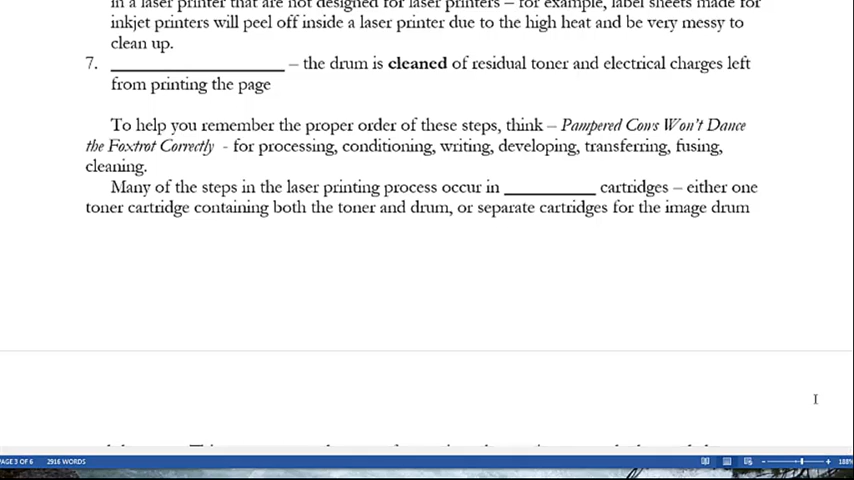 in a laser printer that are not designed for laser printers – for example, label sheets made for
inkjet printers will peel off inside a laser printer due to the high heat and be very messy to
clean up.
7. ____________________ – the drum is cleaned of residual toner and electrical charges left
from printing the page
To help you remember the proper order of these steps, think – Pampered Cows Won't Dance
the Foxtrot Correctly - for processing, conditioning, writing, developing, transferring, fusing,
cleaning.
Many of the steps in the laser printing process occur in __________ cartridges – either one
toner cartridge containing both the toner and drum, or separate cartridges for the image drum
PAGE 3 OF 6 2916 WORDS 188%